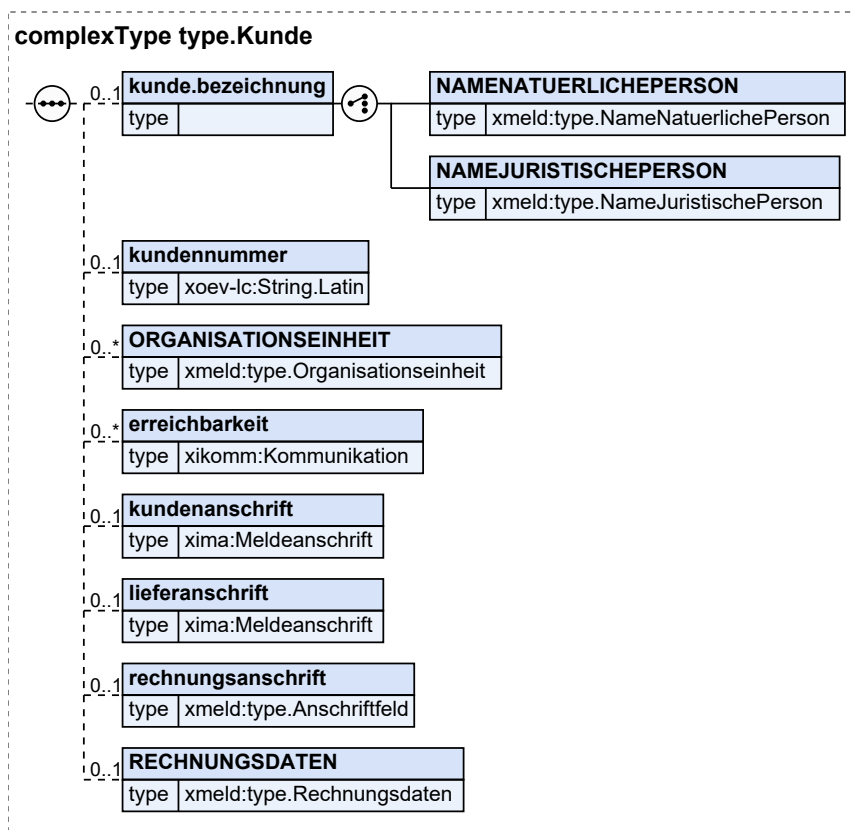 complexType type.Kunde
0..1
kunde.bezeichnung
type
NAMENATUERLICHEPERSON
type xmeld:type.NameNatuerlichePerson
NAMEJURISTISCHEPERSON
type xmeld:type.NameJuristischePerson
0..1
kundennummer
type xoev-lc:String.Latin
0..*
ORGANISATIONSEINHEIT
type xmeld:type.Organisationseinheit
0..*
erreichbarkeit
type xikomm:Kommunikation
0..1
kundenanschrift
type xima:Meldeanschrift
0..1
lieferanschrift
type xima:Meldeanschrift
0..1
rechnungsanschrift
type xmeld:type.Anschriftfeld
0..1
RECHNUNGSDATEN
type xmeld:type.Rechnungsdaten